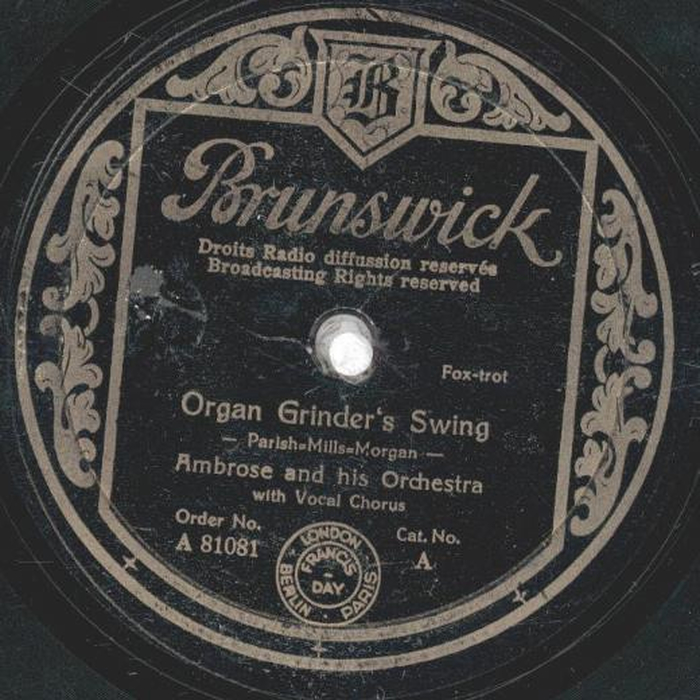 B
Brunswick
Droits Radio diffussion reservés
Broadcasting Rights reserved
Fox-trot
Organ Grinder's Swing
— Parish=Mills=Morgan —
Ambrose and his Orchestra
with Vocal Chorus
Order No.
A 81081
Cat. No.
A
LONDON
FRANCIS
-
DAY
BERLIN · PARIS